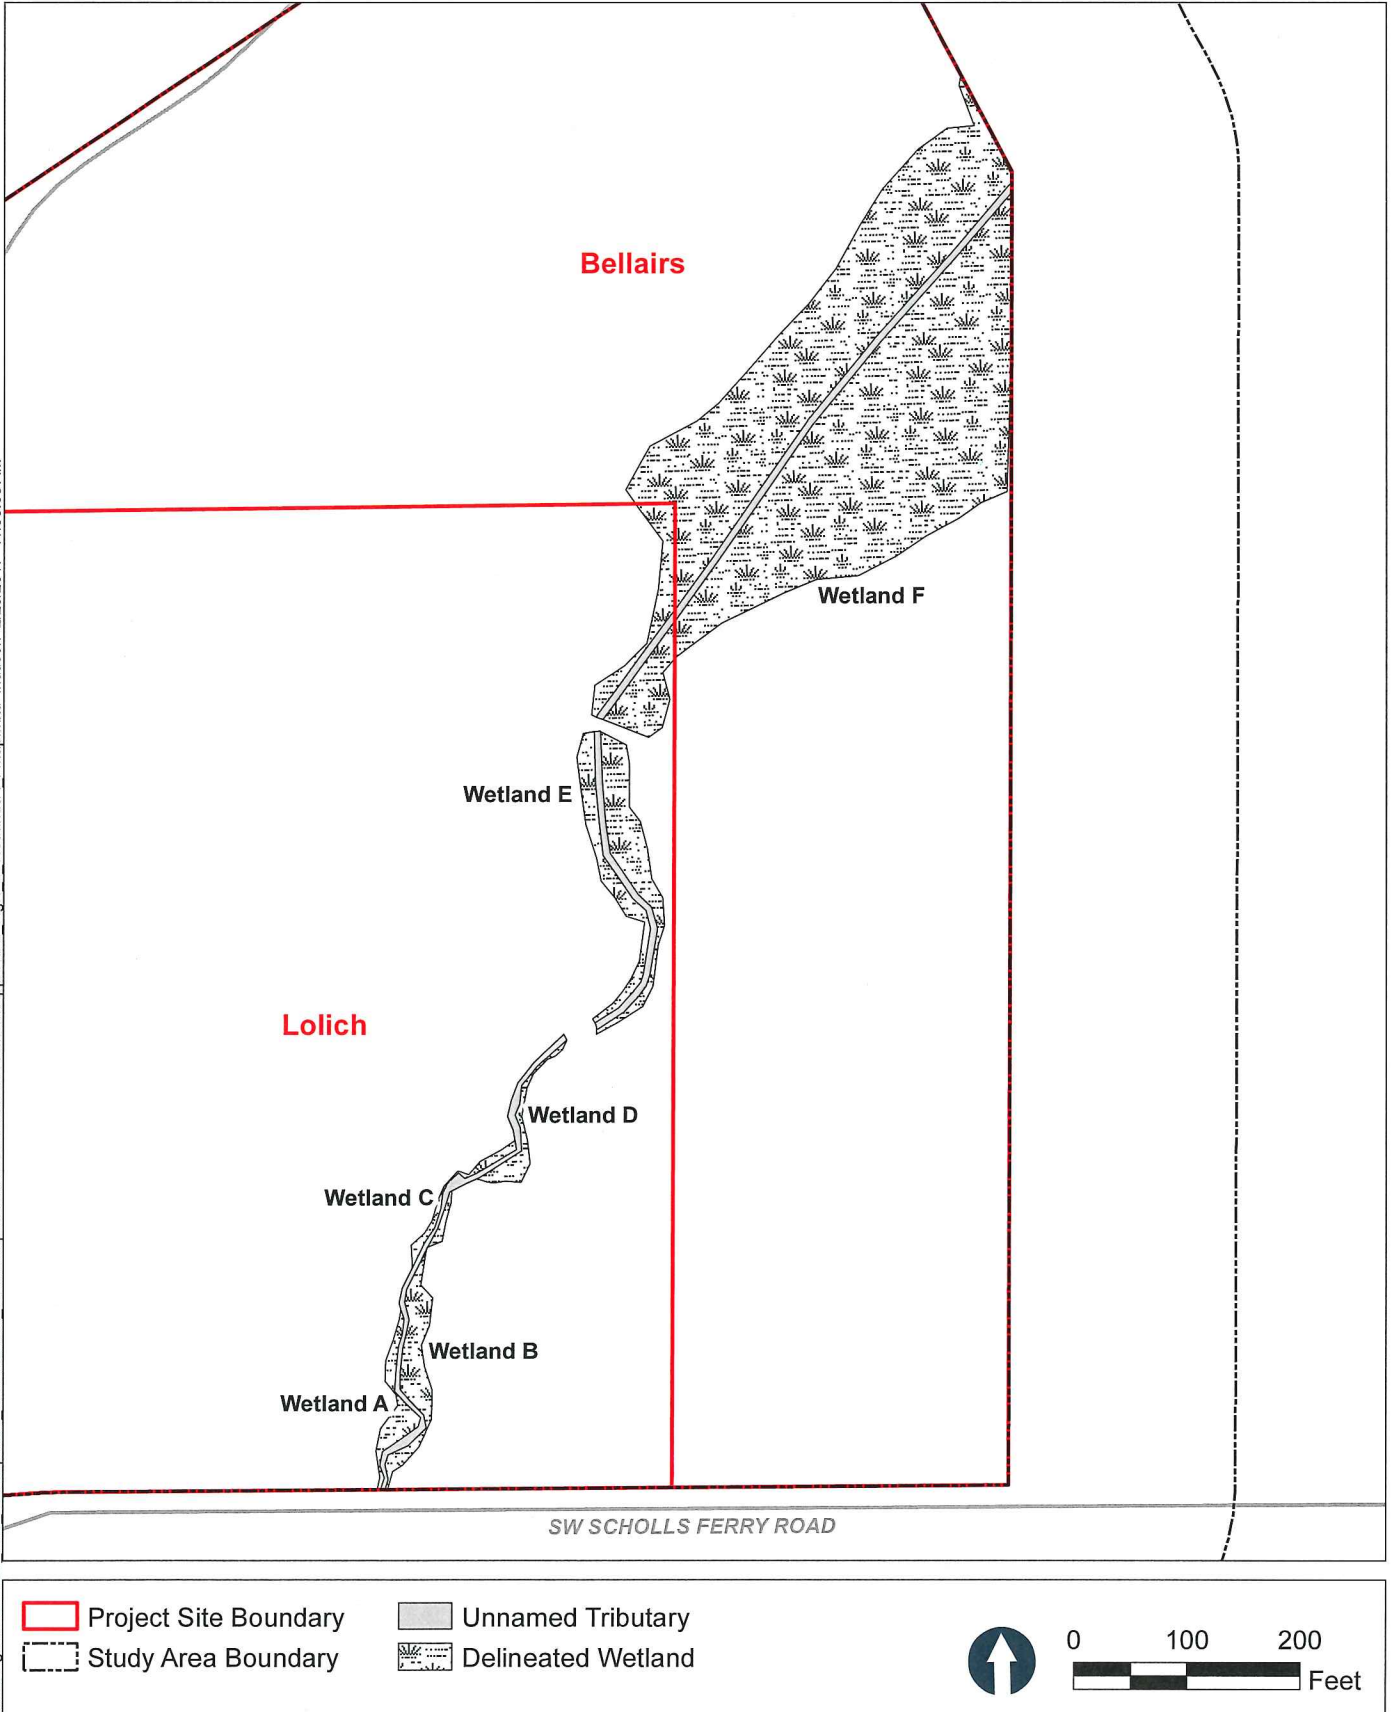 Bellairs
Wetland F
Wetland E
Lolich
Wetland D
Wetland C
Wetland B
Wetland A
SW SCHOLLS FERRY ROAD
Project Site Boundary
Unnamed Tributary
Study Area Boundary
Delineated Wetland
0 100 200
Feet